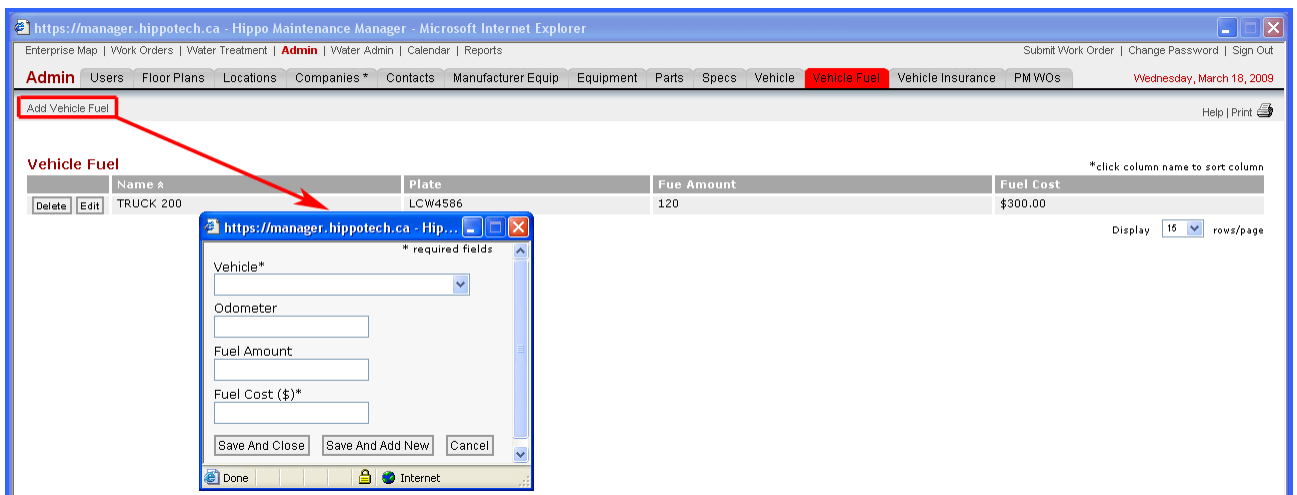 https://manager.hippotech.ca - Hippo Maintenance Manager - Microsoft Internet Explorer
Enterprise Map | Work Orders | Water Treatment | Admin | Water Admin | Calendar | Reports Submit Work Order | Change Password | Sign Out
Admin Users Floor Plans Locations Companies * Contacts Manufacturer Equip Equipment Parts Specs Vehicle Vehicle Fuel Vehicle Insurance PM WOs Wednesday, March 18, 2009
Add Vehicle Fuel Help | Print
Vehicle Fuel *click column name to sort column
Name Plate Fue Amount Fuel Cost
Delete Edit TRUCK 200 LCW4586 120 $300.00
Display 15 rows/page
https://manager.hippotech.ca - Hip...
* required fields
Vehicle*
Odometer
Fuel Amount
Fuel Cost ($)*
Save And Close Save And Add New Cancel
Done Internet